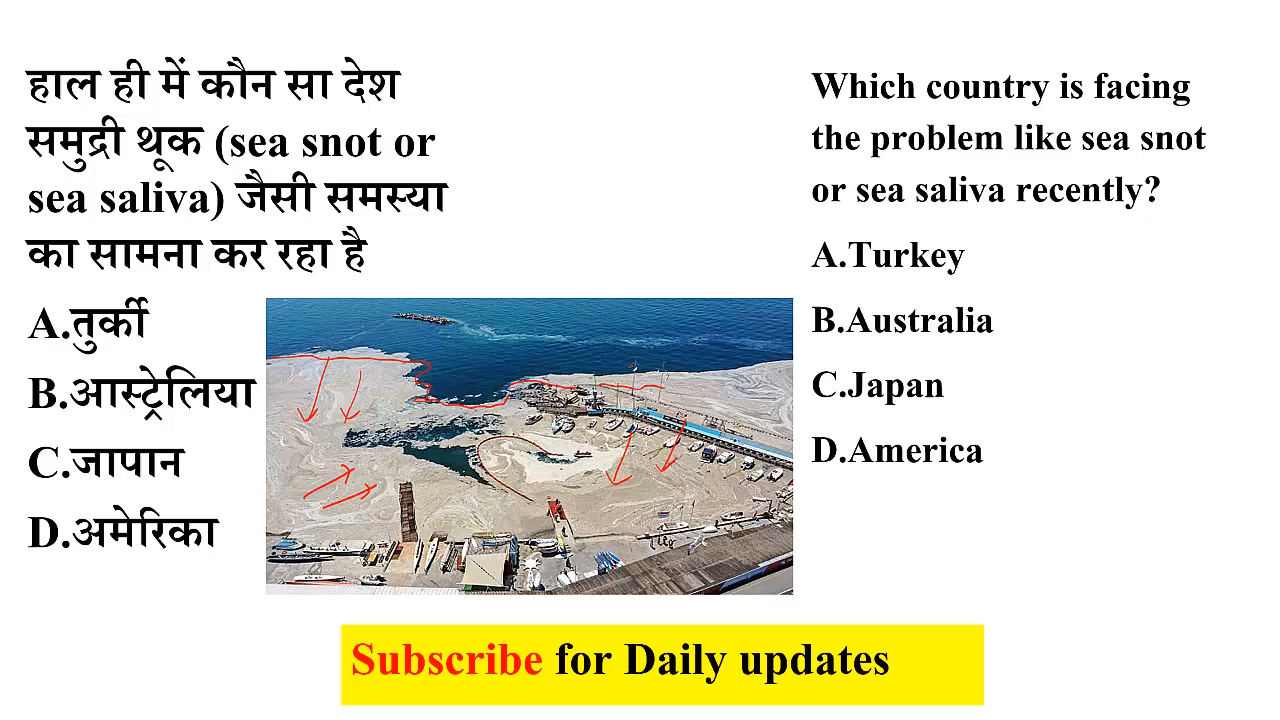 हाल ही में कौन सा देश
समुद्री थूक (sea snot or
sea saliva) जैसी समस्या
का सामना कर रहा है
A.तुर्की
B.आस्ट्रेलिया
C.जापान
D.अमेरिका
Which country is facing
the problem like sea snot
or sea saliva recently?
A.Turkey
B.Australia
C.Japan
D.America
Subscribe for Daily updates